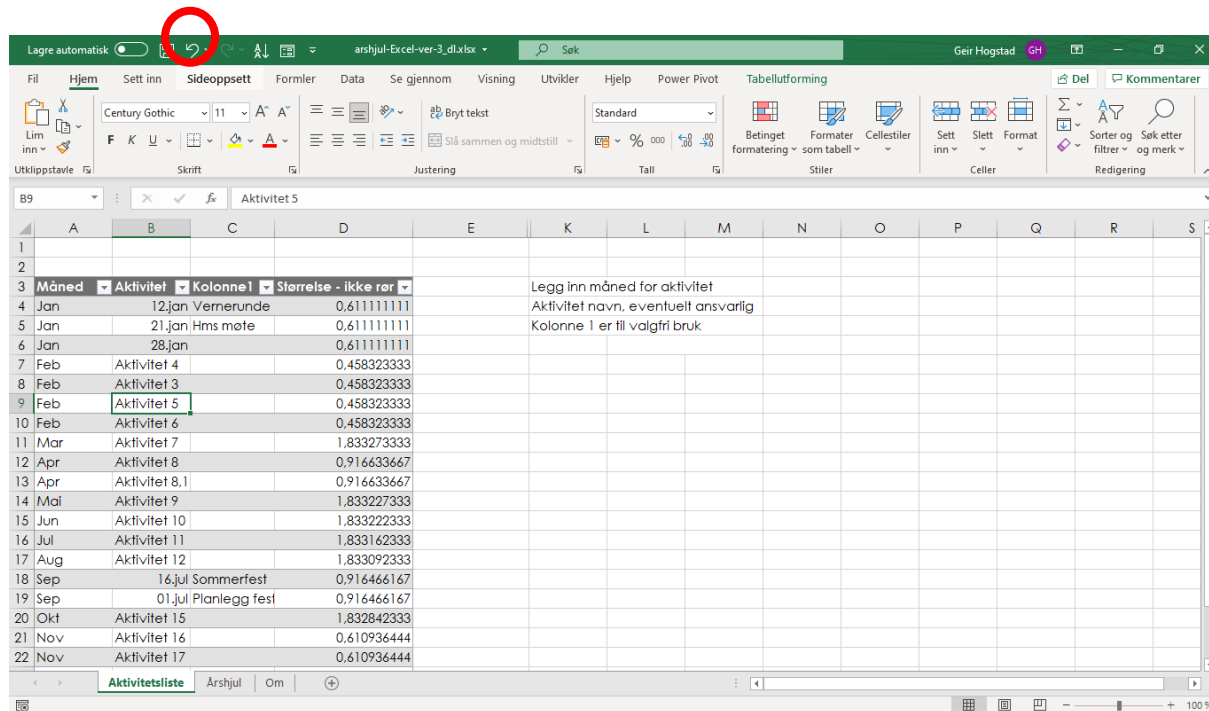 Lagre automatisk arshjul-Excel-ver-3_dl.xlsx Søk Geir Hogstad GH
Fil Hjem Sett inn Sideoppsett Formler Data Se gjennom Visning Utvikler Hjelp Power Pivot Tabellutforming Del Kommentarer
Lim inn
Century Gothic 11 A A
F K U A
Bryt tekst
Slå sammen og midtstill
Standard
% 000 ,00 ,00
Betinget formatering
Formater som tabell
Cellestiler
Sett inn
Slett
Format
Sorter og filtrer
Søk etter og merk
Utklippstavle Skrift Justering Tall Stiler Celler Redigering
B9 fx Aktivitet 5
A B C D E K L M N O P Q R S
1
2
3 Måned Aktivitet Kolonne1 Størrelse - ikke rør Legg inn måned for aktivitet
4 Jan 12.jan Vernerunde 0,611111111 Aktivitet navn, eventuelt ansvarlig
5 Jan 21.jan Hms møte 0,611111111 Kolonne 1 er til valgfri bruk
6 Jan 28.jan 0,611111111
7 Feb Aktivitet 4 0,458323333
8 Feb Aktivitet 3 0,458323333
9 Feb Aktivitet 5 0,458323333
10 Feb Aktivitet 6 0,458323333
11 Mar Aktivitet 7 1,833273333
12 Apr Aktivitet 8 0,916633667
13 Apr Aktivitet 8,1 0,916633667
14 Mai Aktivitet 9 1,833227333
15 Jun Aktivitet 10 1,833222333
16 Jul Aktivitet 11 1,833162333
17 Aug Aktivitet 12 1,833092333
18 Sep 16.jul Sommerfest 0,916466167
19 Sep 01.jul Planlegg fest 0,916466167
20 Okt Aktivitet 15 1,832842333
21 Nov Aktivitet 16 0,610936444
22 Nov Aktivitet 17 0,610936444
Aktivitetsliste Årshjul Om
100 %